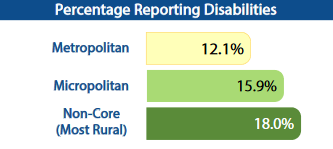 Percentage Reporting Disabilities
Metropolitan 12.1%
Micropolitan 15.9%
Non-Core
(Most Rural) 18.0%